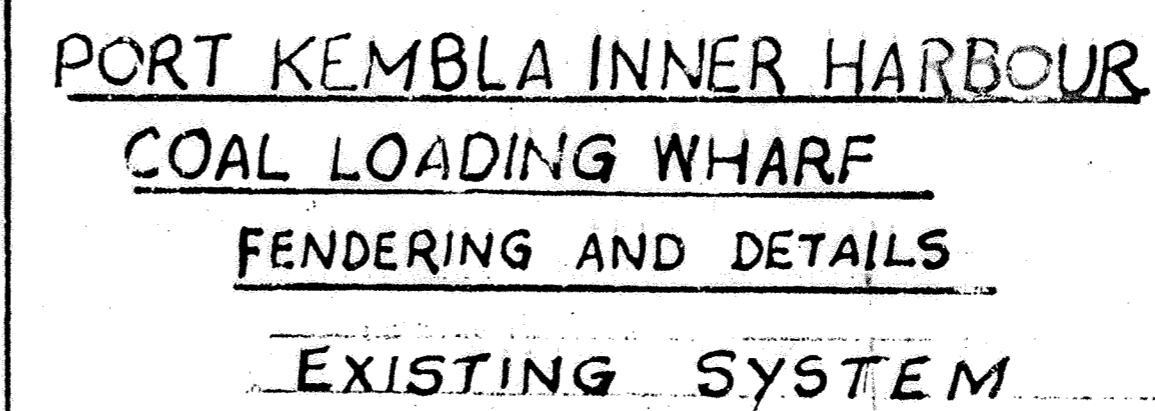 PORT KEMBLA INNER HARBOUR
COAL LOADING WHARF
FENDERING AND DETAILS
EXISTING SYSTEM